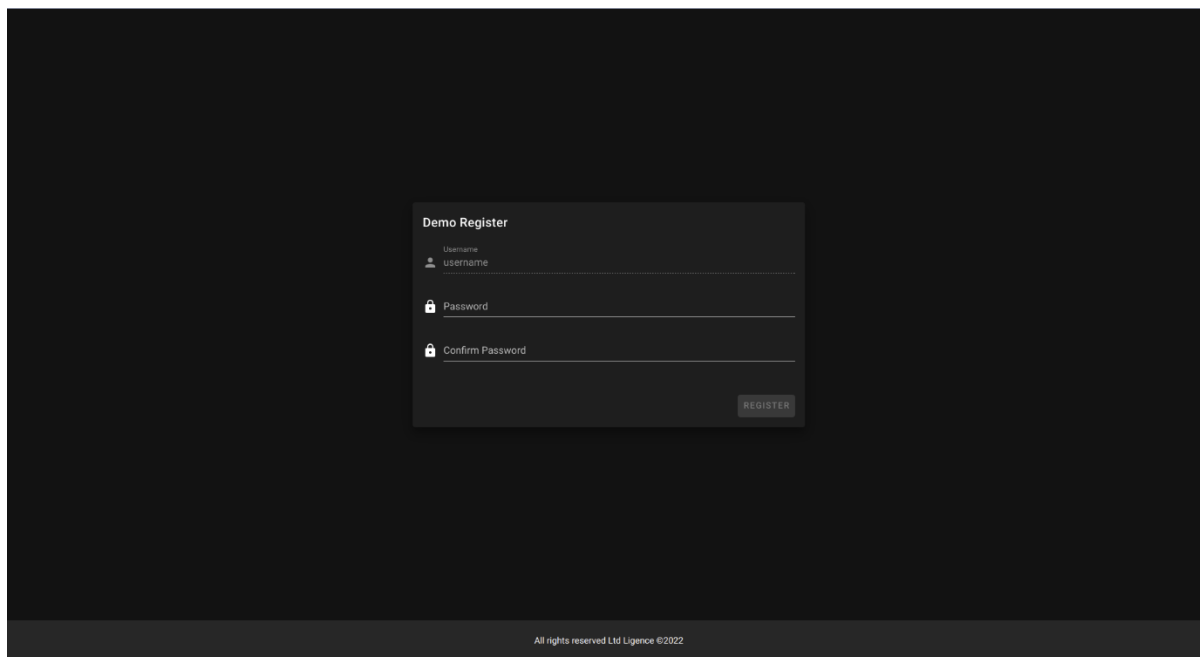 Demo Register
Username
username
Password
Confirm Password
REGISTER
All rights reserved Ltd Ligence ©2022